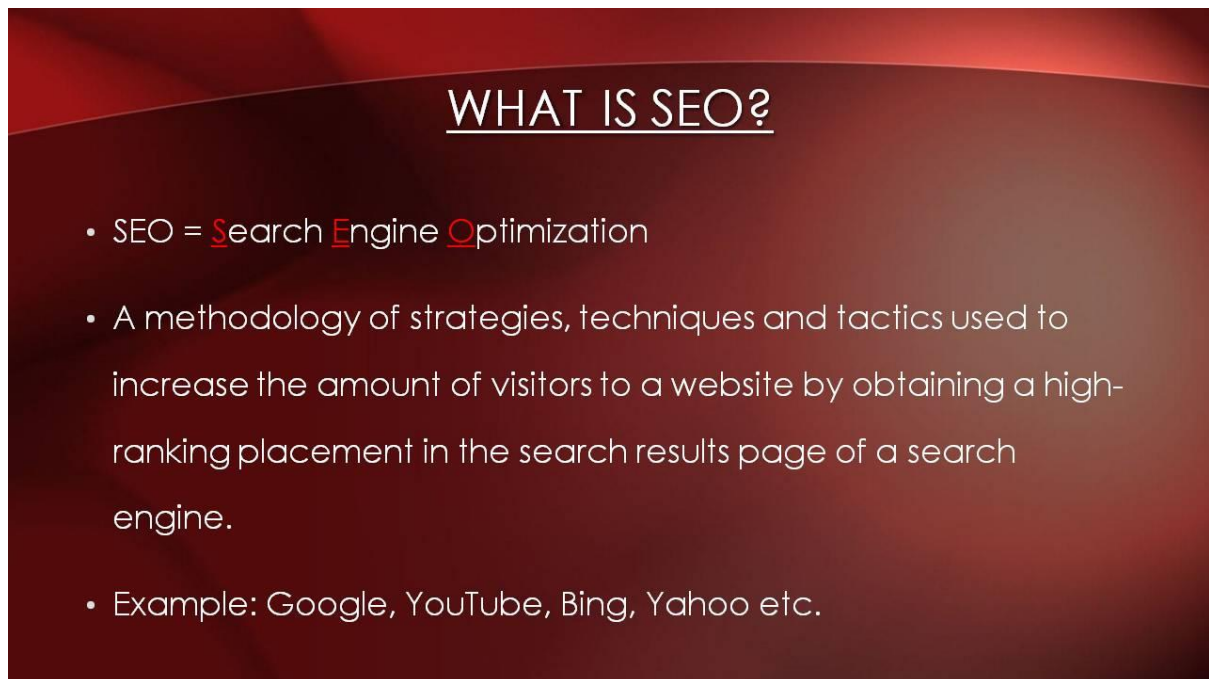 WHAT IS SEO?
• SEO = Search Engine Optimization
• A methodology of strategies, techniques and tactics used to
increase the amount of visitors to a website by obtaining a high-
ranking placement in the search results page of a search
engine.
• Example: Google, YouTube, Bing, Yahoo etc.